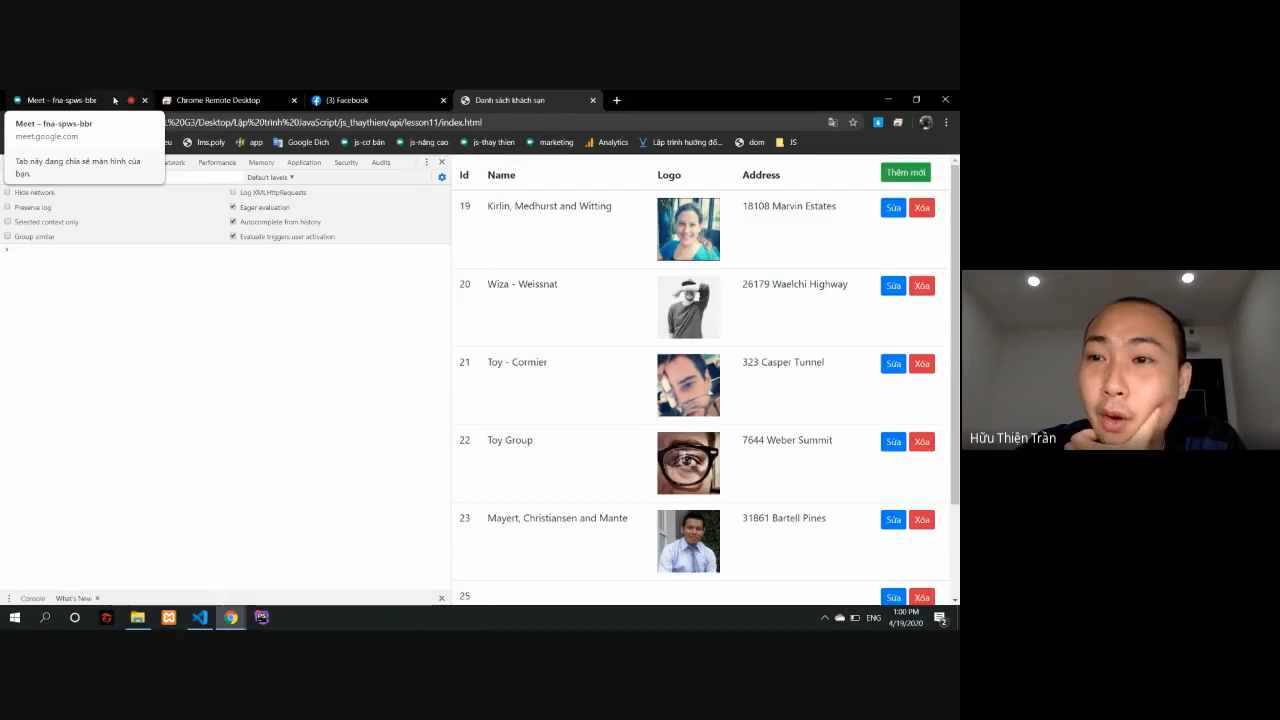 Meet – fna-spws-bbr
Chrome Remote Desktop
(3) Facebook
Danh sách khách sạn
Meet – fna-spws-bbr
meet.google.com
Tab này đang chia sẻ màn hình của
bạn.
G3/Desktop/Lập%20trình%20JavaScript/js_thaythien/api/lesson11/index.html
lms.poly
app
Google Dịch
js-cơ bản
js-nâng cao
js-thay thien
marketing
Analytics
Lập trình hướng đố...
dom
JS
Performance
Memory
Application
Security
Audits
Default levels ▼
Hide network
Log XMLHttpRequests
Preserve log
Eager evaluation
Selected context only
Autocomplete from history
Group similar
Evaluate triggers user activation
Id
Name
Logo
Address
Thêm mới
19
Kirlin, Medhurst and Witting
18108 Marvin Estates
Sửa
Xóa
20
Wiza - Weissnat
26179 Waelchi Highway
Sửa
Xóa
21
Toy - Cormier
323 Casper Tunnel
Sửa
Xóa
22
Toy Group
7644 Weber Summit
Sửa
Xóa
23
Mayert, Christiansen and Mante
31861 Bartell Pines
Sửa
Xóa
25
Sửa
Xóa
Console
What's New
Hữu Thiện Trần
ENG
1:00 PM
4/19/2020
2